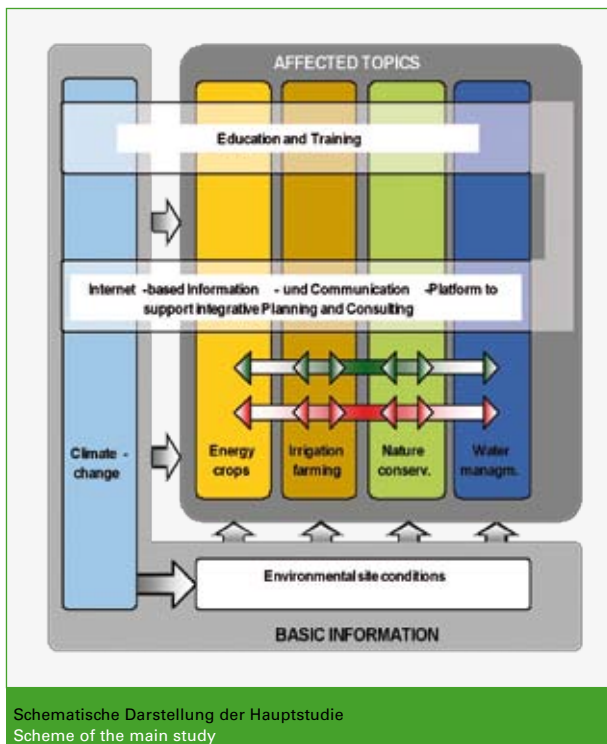 AFFECTED TOPICS
Education and Training
Internet -based Information - und Communication -Platform to
support integrative Planning and Consulting
Climate -
change
Energy
crops
Irrigation
farming
Nature
conserv.
Water
managm.
Environmental site conditions
BASIC INFORMATION
Schematische Darstellung der Hauptstudie
Scheme of the main study